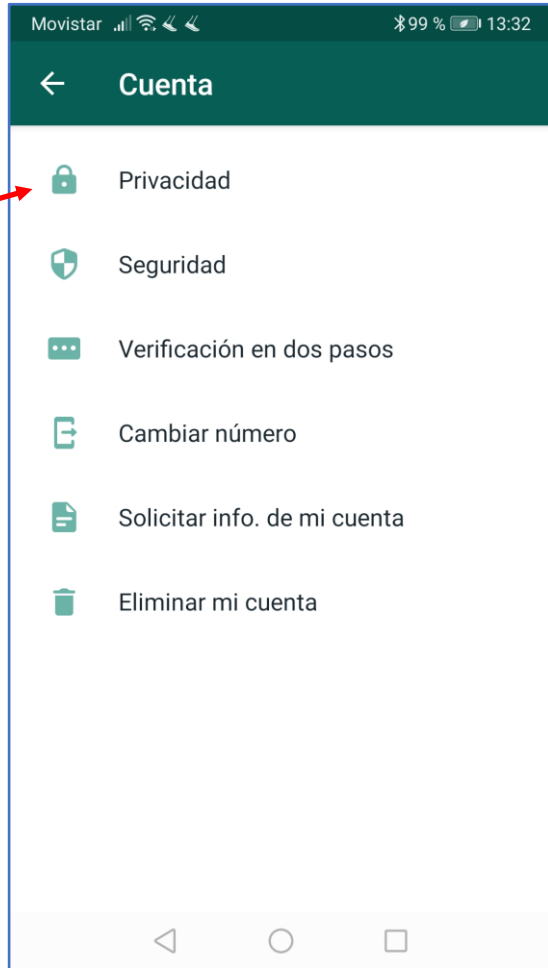 Movistar 99 % 13:32
Cuenta
Privacidad
Seguridad
Verificación en dos pasos
Cambiar número
Solicitar info. de mi cuenta
Eliminar mi cuenta